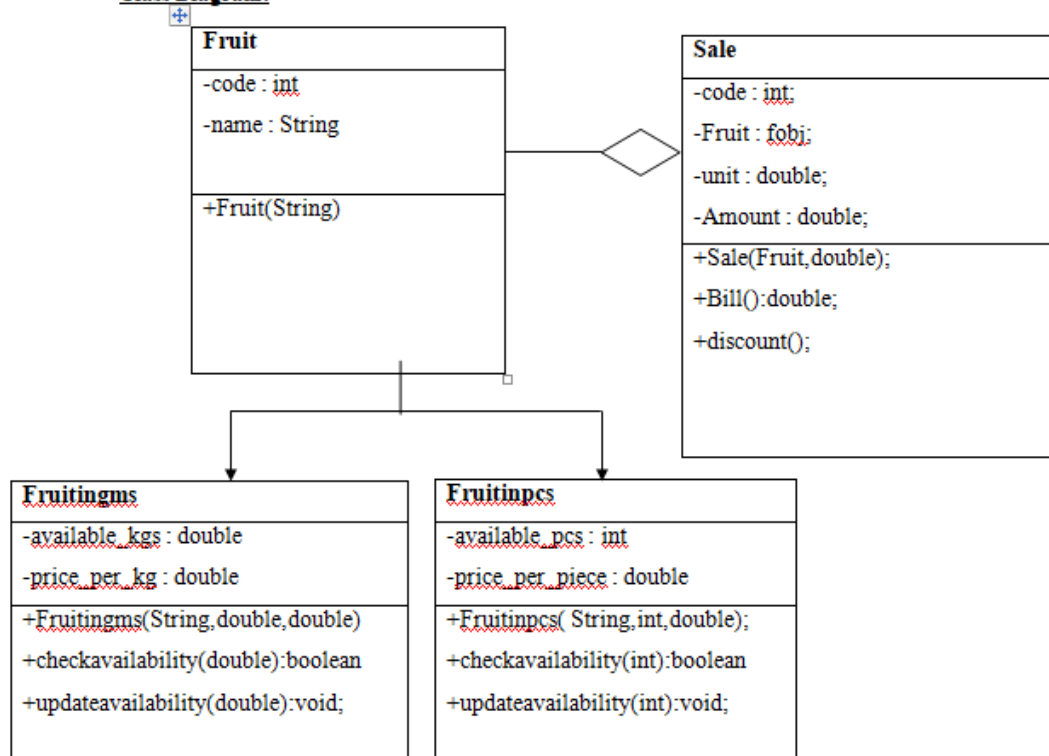 Fruit
-code : int
-name : String
+Fruit(String)
Sale
-code : int;
-Fruit : fobj;
-unit : double;
-Amount : double;
+Sale(Fruit,double);
+Bill():double;
+discount();
Fruitingms
-available_kgs : double
-price_per_kg : double
+Fruitingms(String,double,double)
+checkavailability(double):boolean
+updateavailability(double):void;
Fruitinpcs
-available_pcs : int
-price_per_piece : double
+Fruitinpcs( String,int,double);
+checkavailability(int):boolean
+updateavailability(int):void;